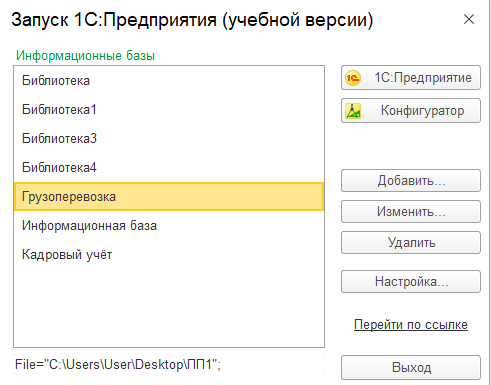 Запуск 1С:Предприятия (учебной версии)
Информационные базы
Библиотека
Библиотека1
Библиотека3
Библиотека4
Грузоперевозка
Информационная база
Кадровый учёт
1С:Предприятие
Конфигуратор
Добавить...
Изменить...
Удалить
Настройка...
Перейти по ссылке
File="C:\Users\User\Desktop\ПП1";
Выход